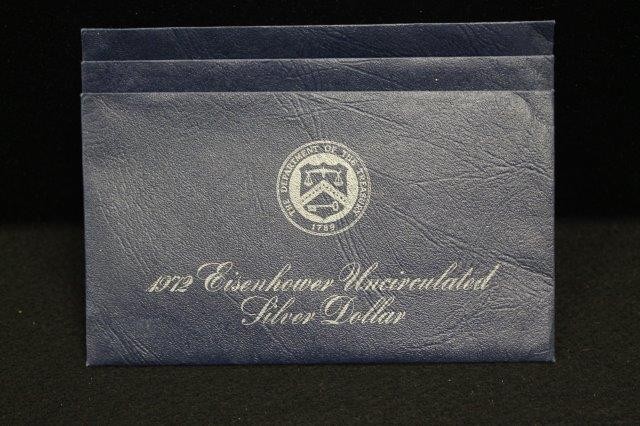 THE DEPARTMENT OF THE TREASURY
1789
1972 Eisenhower Uncirculated
Silver Dollar